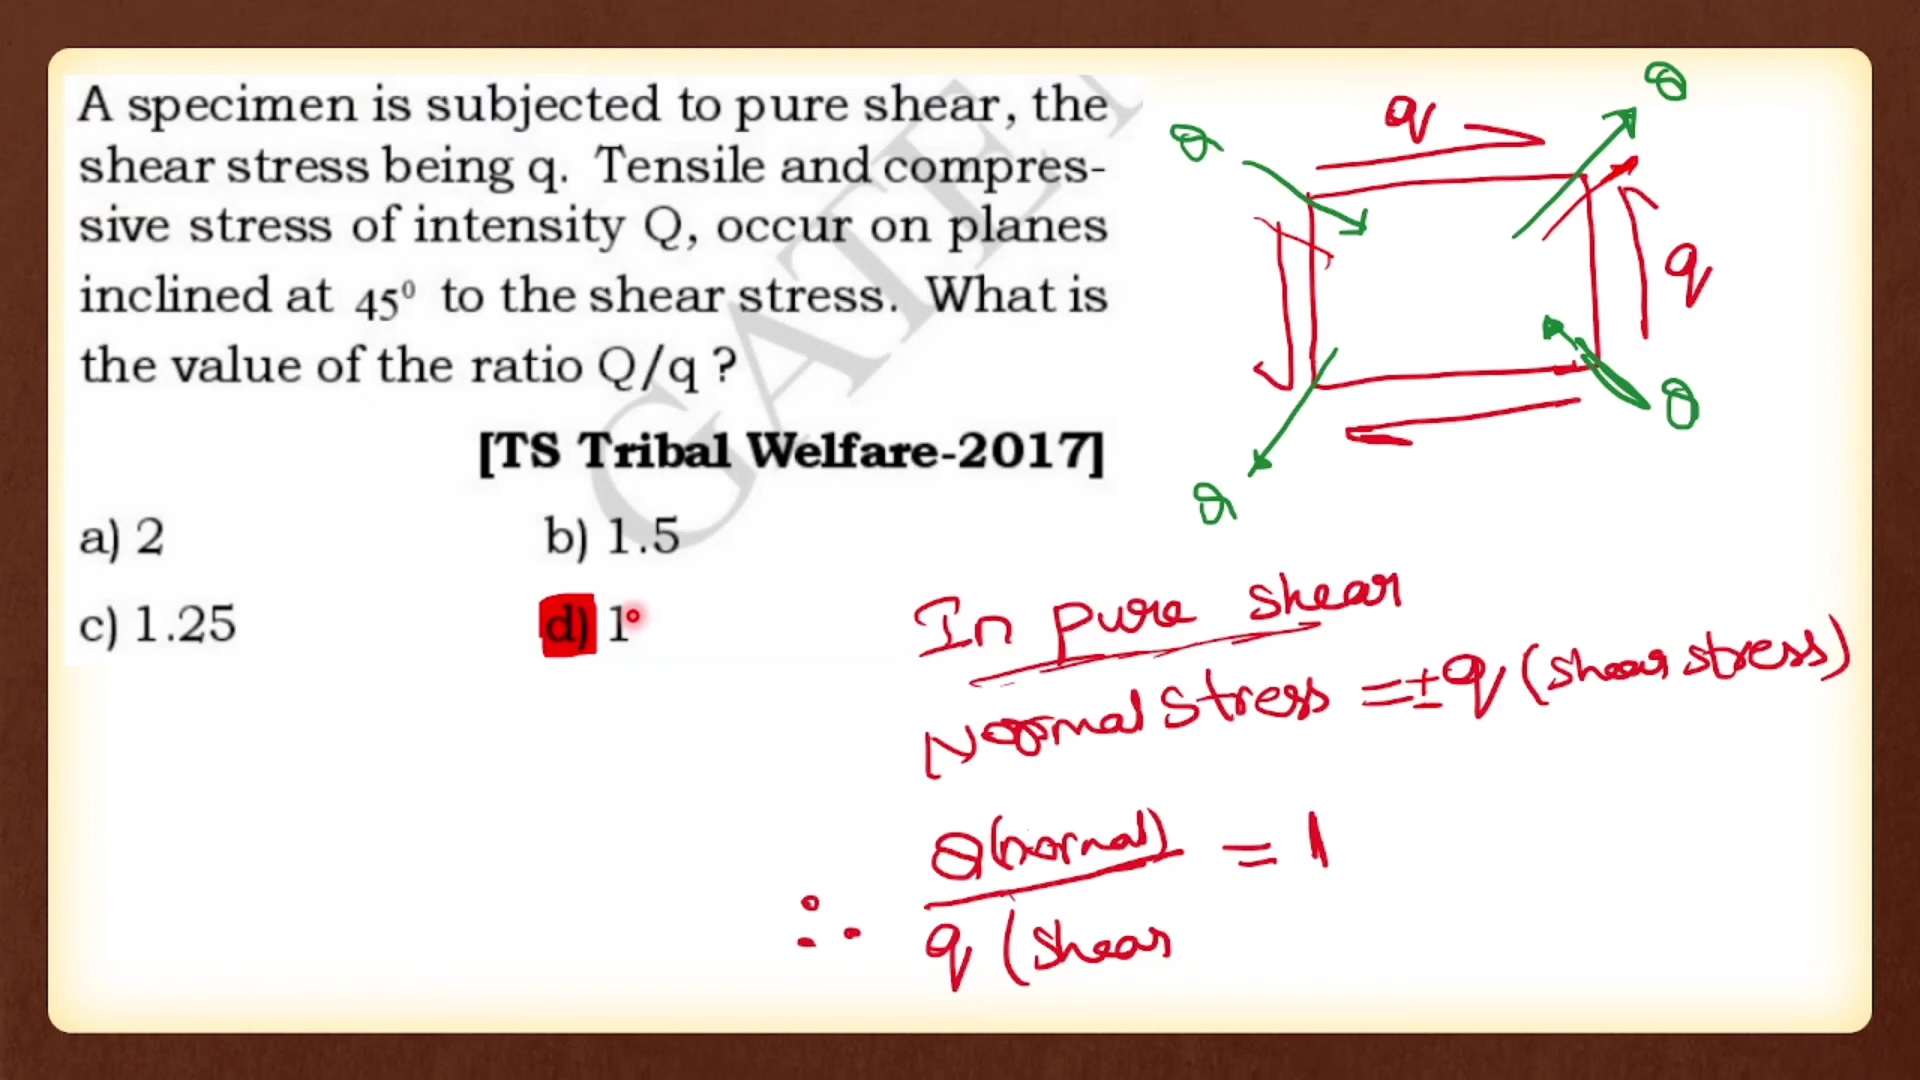 A specimen is subjected to pure shear, the
shear stress being q. Tensile and compres-
sive stress of intensity Q, occur on planes
inclined at 45⁰ to the shear stress. What is
the value of the ratio Q/q ?
[TS Tribal Welfare-2017]
a) 2 b) 1.5
c) 1.25 d) 1
GATE
q
Q
Q
q
Q
Q
In pure shear
Normal Stress = ± q (shear stress)
∴ Q(normal) = 1
q (shear